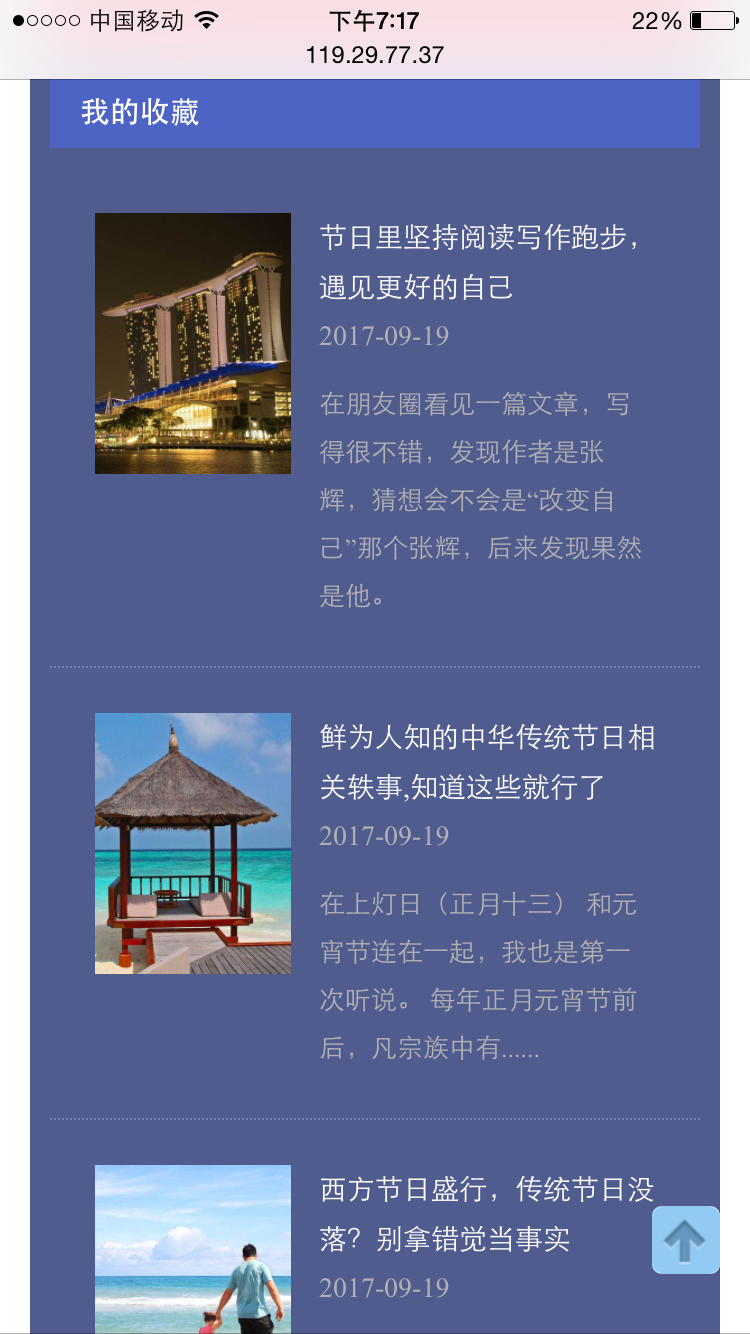 中国移动 下午7:17 22%
119.29.77.37
我的收藏
节日里坚持阅读写作跑步，
遇见更好的自己
2017-09-19
在朋友圈看见一篇文章，写
得很不错，发现作者是张
辉，猜想会不会是“改变自
己”那个张辉，后来发现果然
是他。
鲜为人知的中华传统节日相
关轶事,知道这些就行了
2017-09-19
在上灯日（正月十三） 和元
宵节连在一起，我也是第一
次听说。 每年正月元宵节前
后，凡宗族中有......
西方节日盛行，传统节日没
落？别拿错觉当事实
2017-09-19